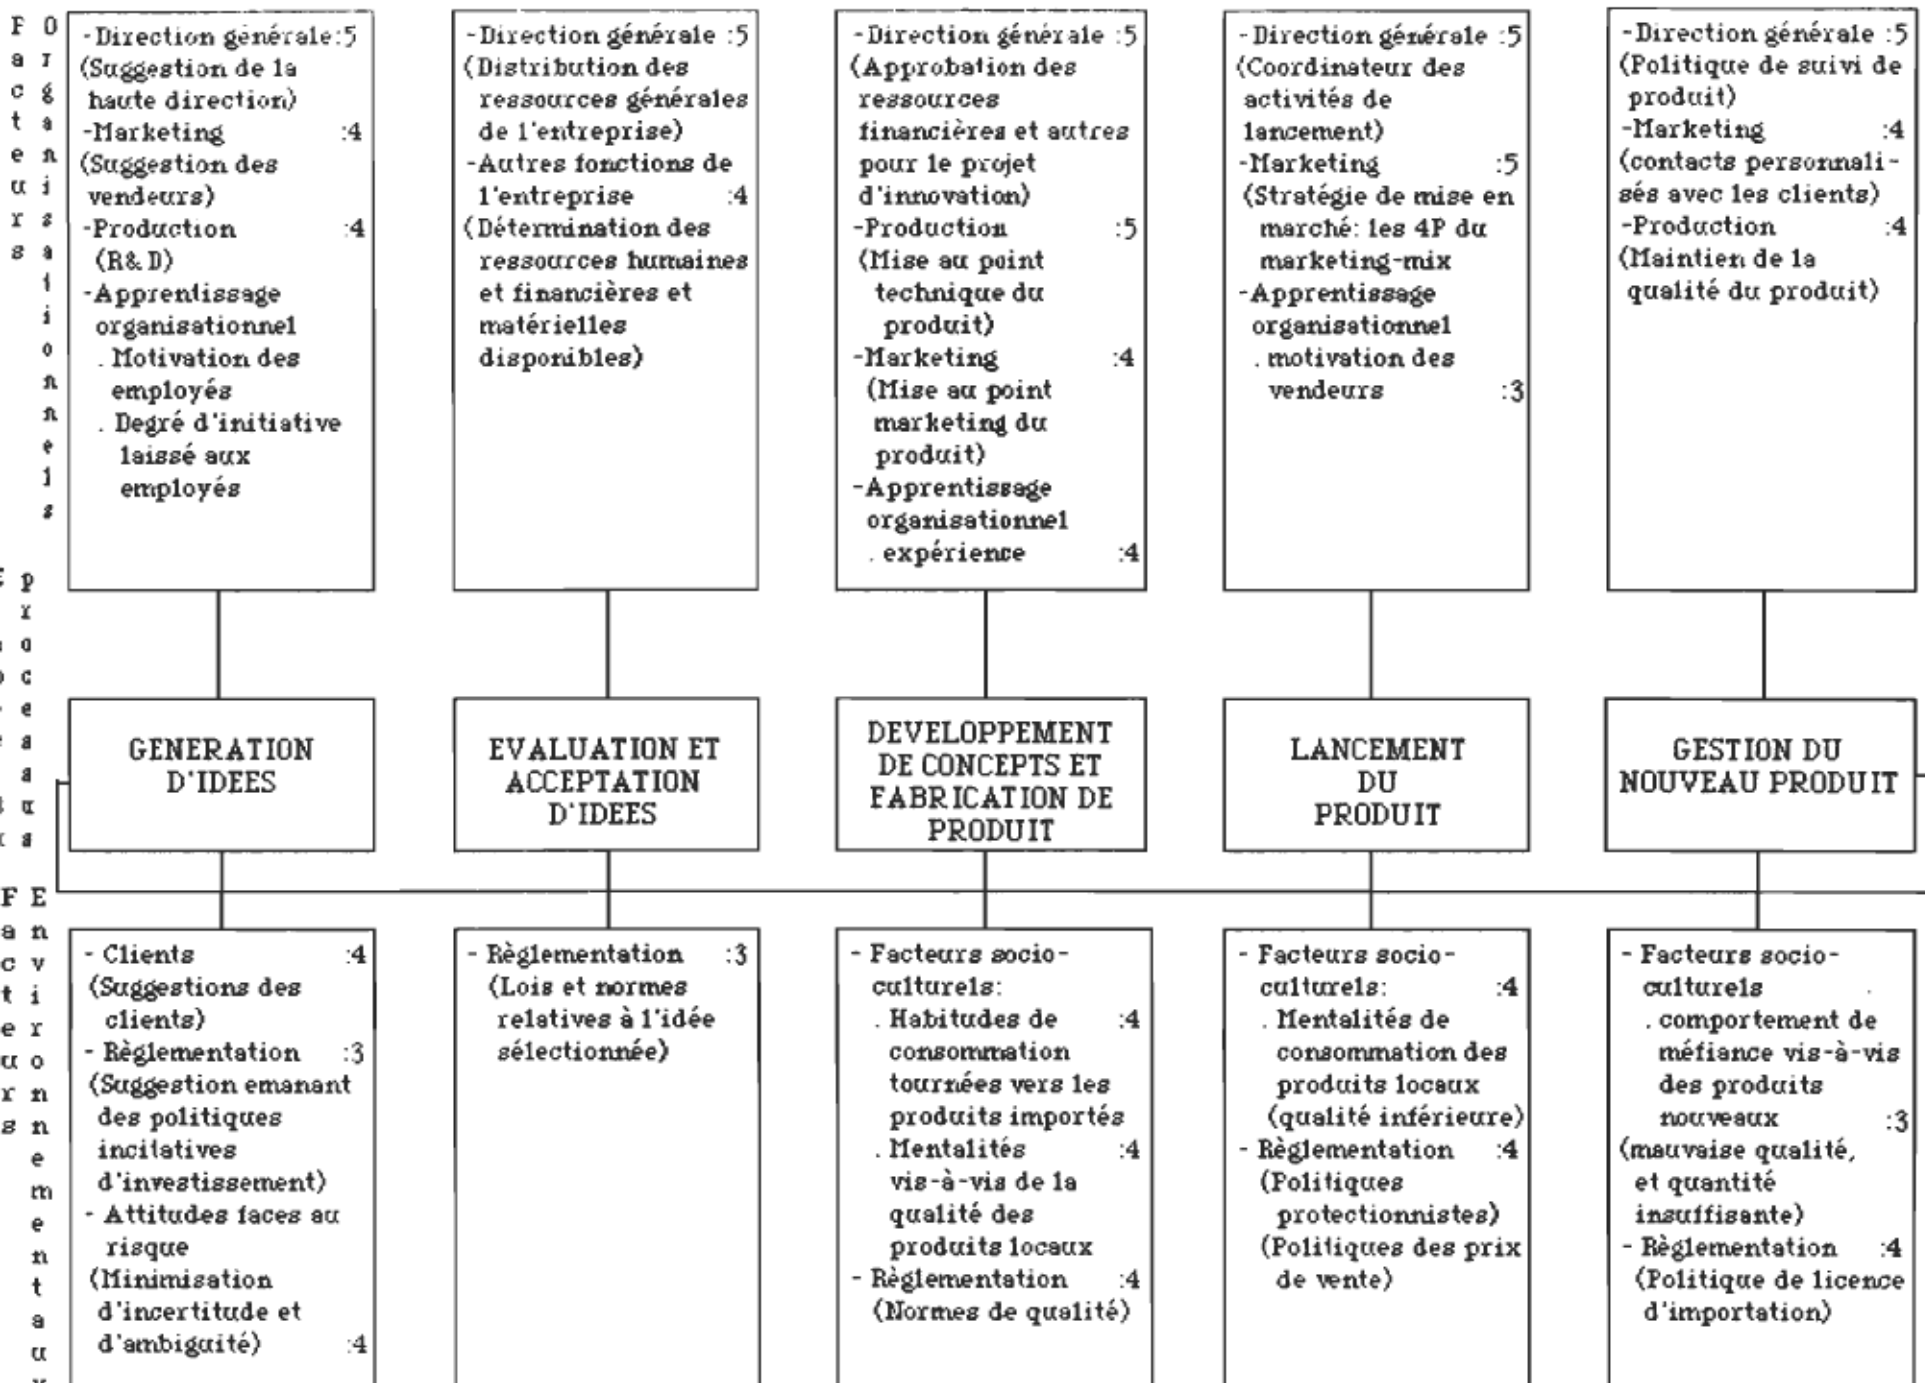 Facteurs
Organisationnels
-Direction générale:5
(Suggestion de la
haute direction)
-Marketing :4
(Suggestion des
vendeurs)
-Production :4
(R&D)
-Apprentissage
organisationnel
. Motivation des
employés
. Degré d'initiative
laissé aux
employés
-Direction générale :5
(Distribution des
ressources générales
de l'entreprise)
-Autres fonctions de
l'entreprise :4
(Détermination des
ressources humaines
et financières et
matérielles
disponibles)
-Direction générale :5
(Approbation des
ressources
financières et autres
pour le projet
d'innovation)
-Production :5
(Mise au point
technique du
produit)
-Marketing :4
(Mise au point
marketing du
produit)
-Apprentissage
organisationnel
. expérience :4
-Direction générale :5
(Coordinateur des
activités de
lancement)
-Marketing :5
(Stratégie de mise en
marché: les 4P du
marketing-mix
-Apprentissage
organisationnel
. motivation des
vendeurs :3
-Direction générale :5
(Politique de suivi de
produit)
-Marketing :4
(contacts personnali-
sés avec les clients)
-Production :4
(Maintien de la
qualité du produit)
processus
GENERATION
D'IDEES
EVALUATION ET
ACCEPTATION
D'IDEES
DEVELOPPEMENT
DE CONCEPTS ET
FABRICATION DE
PRODUIT
LANCEMENT
DU
PRODUIT
GESTION DU
NOUVEAU PRODUIT
Facteurs
Environnementaux
- Clients :4
(Suggestions des
clients)
- Règlementation :3
(Suggestion emanant
des politiques
incitatives
d'investissement)
- Attitudes faces au
risque
(Minimisation
d'incertitude et
d'ambiguité) :4
- Règlementation :3
(Lois et normes
relatives à l'idée
sélectionnée)
- Facteurs socio-
culturels:
. Habitudes de :4
consommation
tournées vers les
produits importés
. Mentalités :4
vis-à-vis de la
qualité des
produits locaux
- Règlementation :4
(Normes de qualité)
- Facteurs socio-
culturels: :4
. Mentalités de
consommation des
produits locaux
(qualité inférieure)
- Règlementation :4
(Politiques
protectionnistes)
(Politiques des prix
de vente)
- Facteurs socio-
culturels
. comportement de
méfiance vis-à-vis
des produits
nouveaux :3
(mauvaise qualité,
et quantité
insuffisante)
- Règlementation :4
(Politique de licence
d'importation)